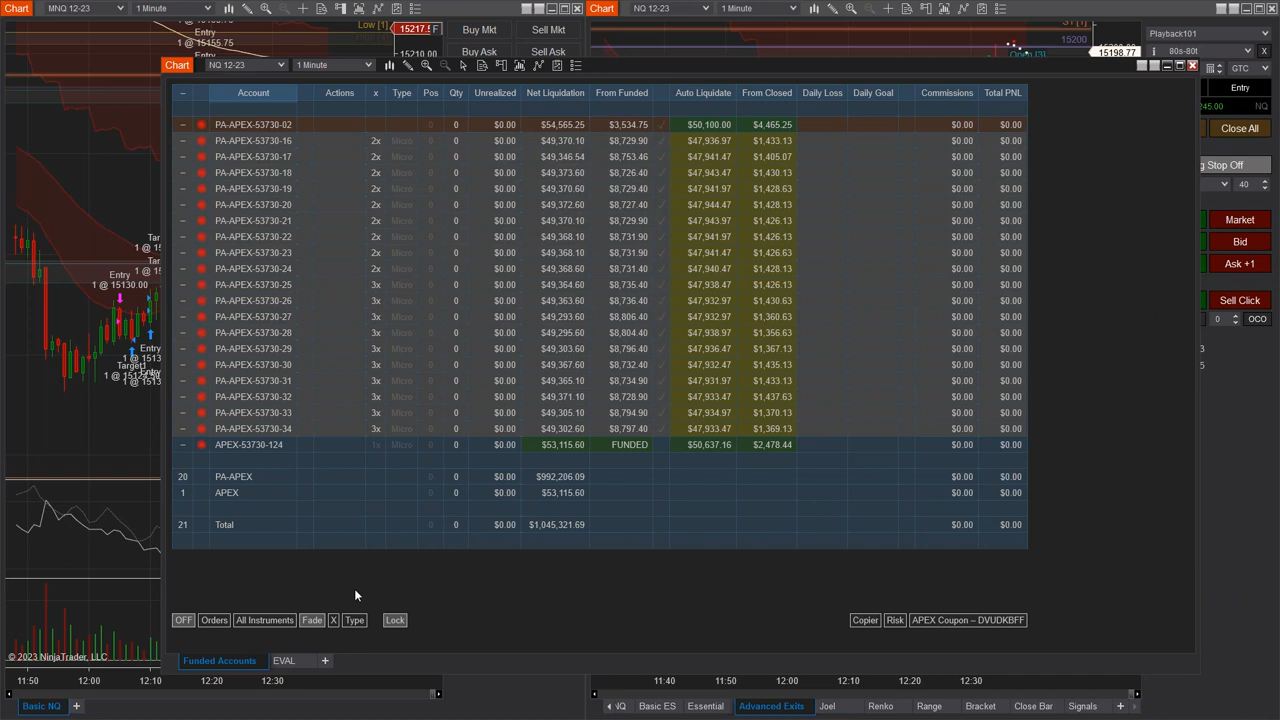 Chart MNQ 12-23 1 Minute
Chart NQ 12-23 1 Minute
Entry
1 @ 15155.75
Low [1] 15217.5 F
15210.00
Buy Mkt Sell Mkt
Buy Ask Sell Ask
15200
15198.77
Playback101
80s-80t
GTC
Entry
NQ
Close All
g Stop Off
40
Market
Bid
Ask +1
Sell Click
0 OCO
Chart NQ 12-23 1 Minute
– Account Actions x Type Pos Qty Unrealized Net Liquidation From Funded Auto Liquidate From Closed Daily Loss Daily Goal Commissions Total PNL
– PA-APEX-53730-02 0 0 $0.00 $54,565.25 $3,534.75 ✓ $50,100.00 $4,465.25 $0.00 $0.00
– PA-APEX-53730-16 2x Micro 0 0 $0.00 $49,370.10 $8,729.90 ✓ $47,936.97 $1,433.13 $0.00 $0.00
– PA-APEX-53730-17 2x Micro 0 0 $0.00 $49,346.54 $8,753.46 ✓ $47,941.47 $1,405.07 $0.00 $0.00
– PA-APEX-53730-18 2x Micro 0 0 $0.00 $49,373.60 $8,726.40 ✓ $47,943.47 $1,430.13 $0.00 $0.00
– PA-APEX-53730-19 2x Micro 0 0 $0.00 $49,370.60 $8,729.40 ✓ $47,941.97 $1,428.63 $0.00 $0.00
– PA-APEX-53730-20 2x Micro 0 0 $0.00 $49,372.60 $8,727.40 ✓ $47,944.47 $1,428.13 $0.00 $0.00
– PA-APEX-53730-21 2x Micro 0 0 $0.00 $49,370.10 $8,729.90 ✓ $47,943.97 $1,426.13 $0.00 $0.00
– PA-APEX-53730-22 2x Micro 0 0 $0.00 $49,368.10 $8,731.90 ✓ $47,941.97 $1,426.13 $0.00 $0.00
– PA-APEX-53730-23 2x Micro 0 0 $0.00 $49,368.10 $8,731.90 ✓ $47,941.47 $1,426.63 $0.00 $0.00
– PA-APEX-53730-24 2x Micro 0 0 $0.00 $49,368.60 $8,731.40 ✓ $47,940.47 $1,428.13 $0.00 $0.00
– PA-APEX-53730-25 3x Micro 0 0 $0.00 $49,364.60 $8,735.40 ✓ $47,938.47 $1,426.13 $0.00 $0.00
– PA-APEX-53730-26 3x Micro 0 0 $0.00 $49,363.60 $8,736.40 ✓ $47,932.97 $1,430.63 $0.00 $0.00
– PA-APEX-53730-27 3x Micro 0 0 $0.00 $49,293.60 $8,806.40 ✓ $47,932.97 $1,360.63 $0.00 $0.00
– PA-APEX-53730-28 3x Micro 0 0 $0.00 $49,295.60 $8,804.40 ✓ $47,938.97 $1,356.63 $0.00 $0.00
– PA-APEX-53730-29 3x Micro 0 0 $0.00 $49,303.60 $8,796.40 ✓ $47,936.47 $1,367.13 $0.00 $0.00
– PA-APEX-53730-30 3x Micro 0 0 $0.00 $49,367.60 $8,732.40 ✓ $47,932.47 $1,435.13 $0.00 $0.00
– PA-APEX-53730-31 3x Micro 0 0 $0.00 $49,365.10 $8,734.90 ✓ $47,931.97 $1,433.13 $0.00 $0.00
– PA-APEX-53730-32 3x Micro 0 0 $0.00 $49,371.10 $8,728.90 ✓ $47,933.47 $1,437.63 $0.00 $0.00
– PA-APEX-53730-33 3x Micro 0 0 $0.00 $49,305.10 $8,794.90 ✓ $47,934.97 $1,370.13 $0.00 $0.00
– PA-APEX-53730-34 3x Micro 0 0 $0.00 $49,302.60 $8,797.40 ✓ $47,933.47 $1,369.13 $0.00 $0.00
– APEX-53730-124 1x Micro 0 0 $0.00 $53,115.60 FUNDED $50,637.16 $2,478.44 $0.00 $0.00
20 PA-APEX 0 $0.00 $992,206.09 $0.00 $0.00
1 APEX 0 $0.00 $53,115.60 $0.00 $0.00
21 Total 0 0 $0.00 $1,045,321.69 $0.00 $0.00
Entry
1 @ 15130.00
OFF Orders All Instruments Fade X Type Lock Copier Risk APEX Coupon – DVUDKBFF
© 2023 NinjaTrader, LLC
Funded Accounts EVAL +
11:50 12:00 12:10 12:20 12:30
11:40 11:50 12:00 12:10 12:20 12:30
Basic NQ +
Basic ES Essential Advanced Exits Joel Renko Range Bracket Close Bar Signals +